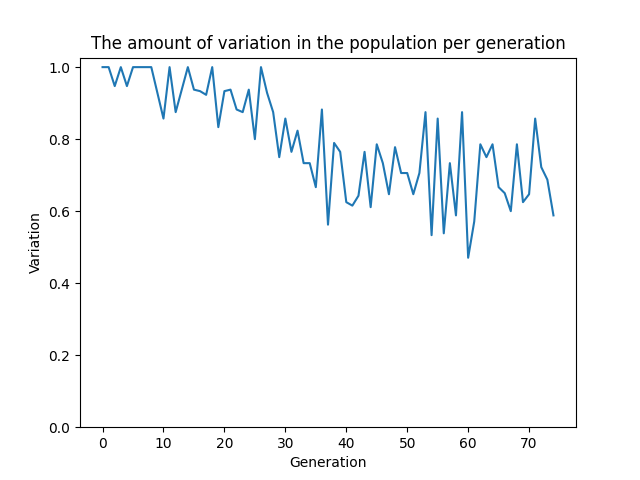 The amount of variation in the population per generation
1.0
0.8
0.6
0.4
0.2
0.0
Variation
0 10 20 30 40 50 60 70
Generation